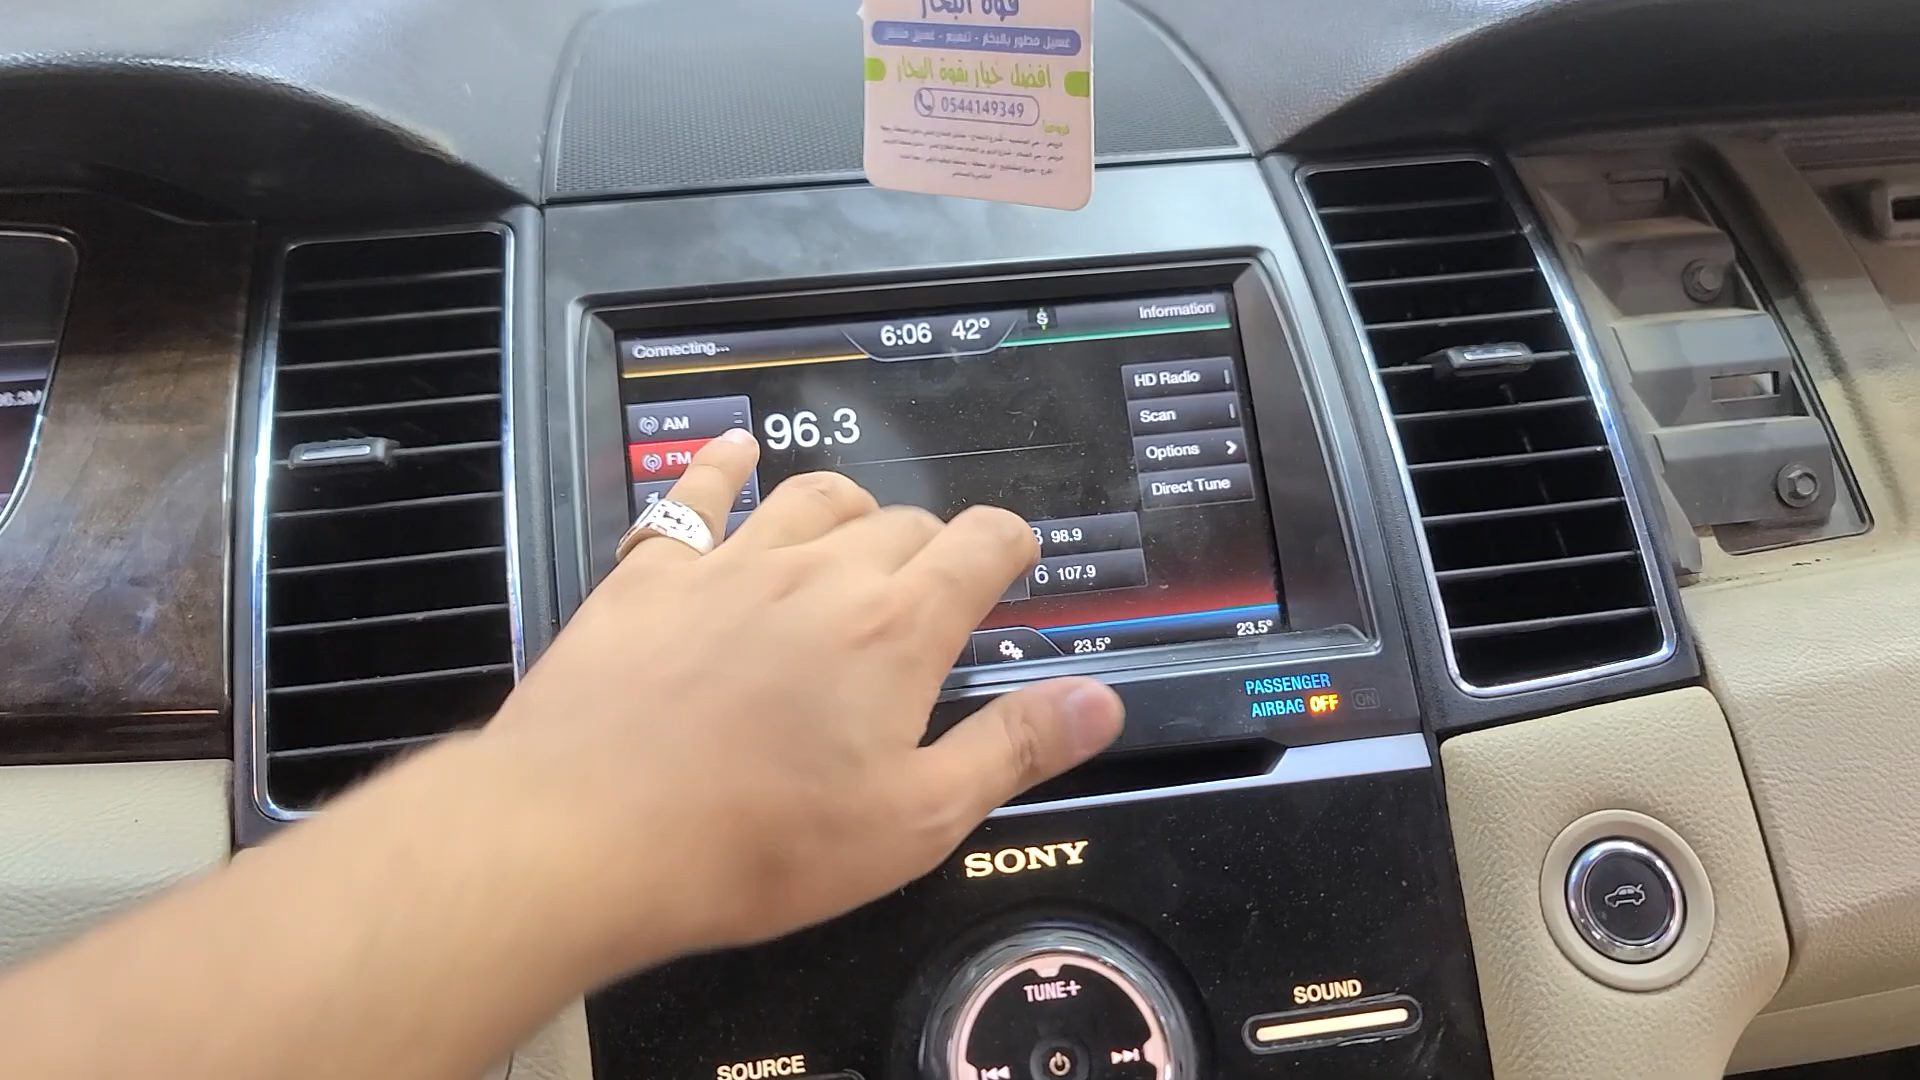 قوة البخار
غسيل مطور بالبخار - تلميع - غسيل متنقل
افضل خيار بقوة البخار
0544149349
فروعنا
Connecting...
6:06 42°
Information
AM
FM
96.3
HD Radio
Scan
Options
Direct Tune
98.9
6 107.9
23.5°
23.5°
PASSENGER
AIRBAG OFF ON
SONY
TUNE+
SOUND
SOURCE